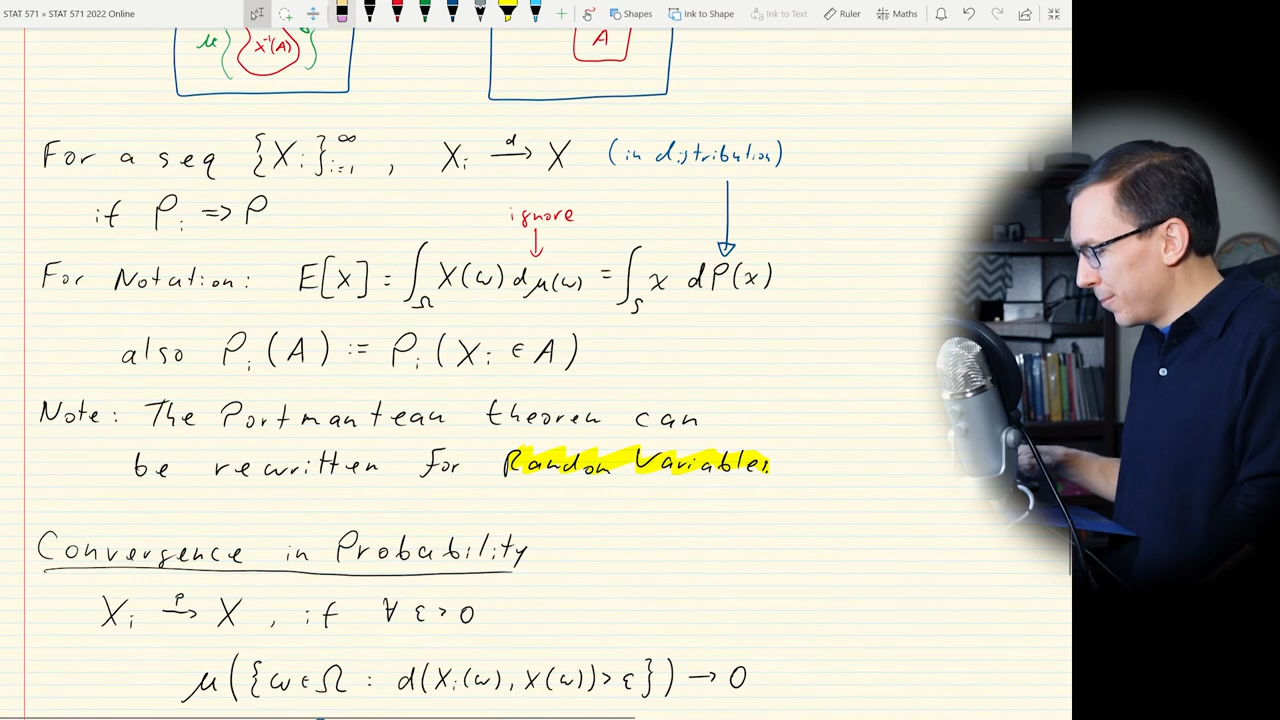 STAT 571 » STAT 571 2022 Online
Shapes Ink to Shape Ink to Text Ruler Maths
μ X⁻¹(A) A
For a seq {Xᵢ}ᵢ₌₁^∞ , Xᵢ →ᵈ X (in distribution)
if Pᵢ => P
ignore
For Notation: E[X] = ∫_Ω X(ω) dμ(ω) = ∫_S x dP(x)
also Pᵢ(A) := Pᵢ(Xᵢ ∈ A)
Note: The Portmanteau theorem can
be rewritten for Random Variables.
Convergence in Probability
Xᵢ →ᴾ X , if ∀ ε > 0
μ({ω ∈ Ω : d(Xᵢ(ω), X(ω)) > ε}) → 0